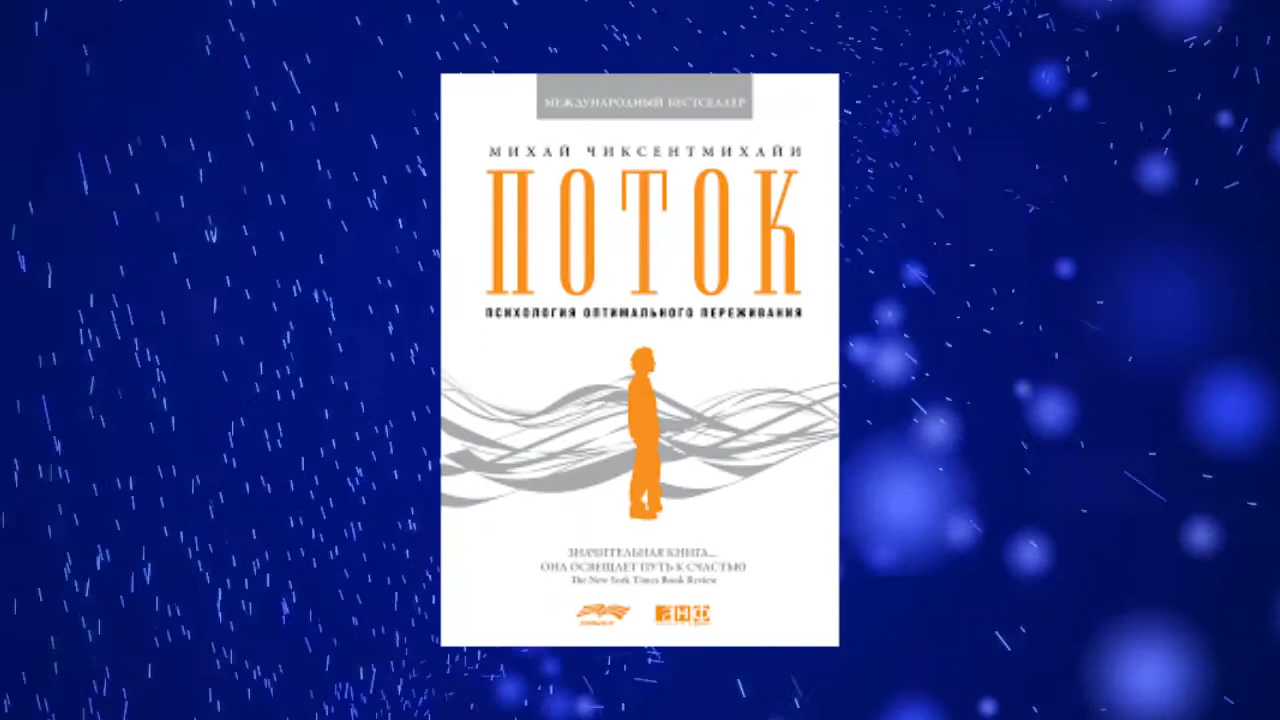 МЕЖДУНАРОДНЫЙ БЕСТСЕЛЛЕР
МИХАЙ ЧИКСЕНТМИХАЙИ
ПОТОК
ПСИХОЛОГИЯ ОПТИМАЛЬНОГО ПЕРЕЖИВАНИЯ
ЗНАЧИТЕЛЬНАЯ КНИГА...
ОНА ОСВЕЩАЕТ ПУТЬ К СЧАСТЬЮ
The New York Times Book Review
АНФ